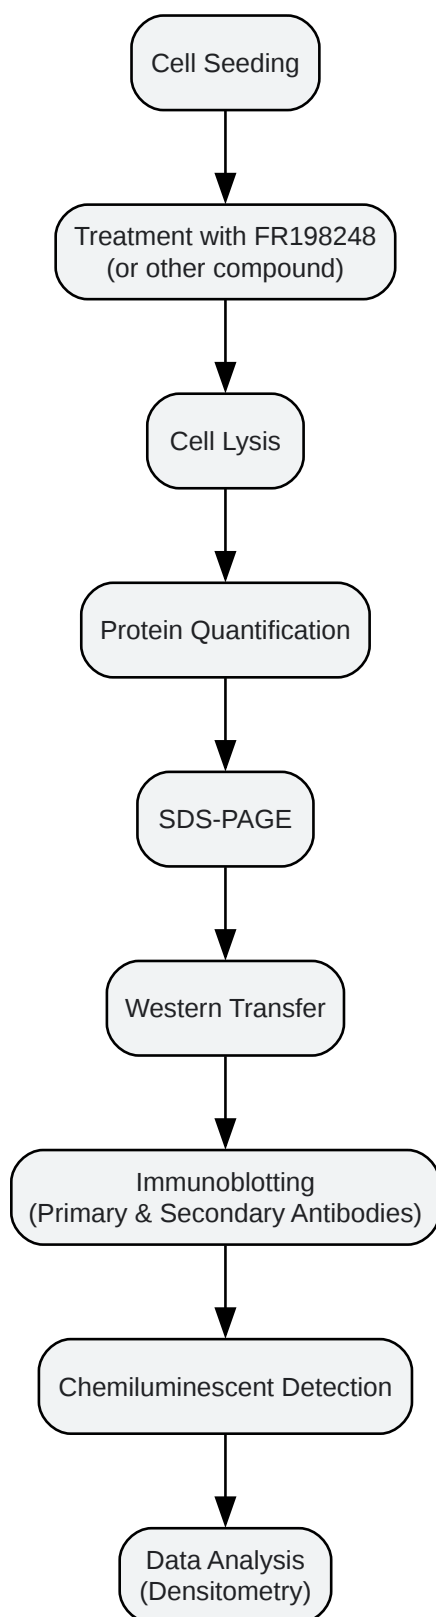 Cell Seeding
Treatment with FR198248
(or other compound)
Cell Lysis
Protein Quantification
SDS-PAGE
Western Transfer
Immunoblotting
(Primary & Secondary Antibodies)
Chemiluminescent Detection
Data Analysis
(Densitometry)